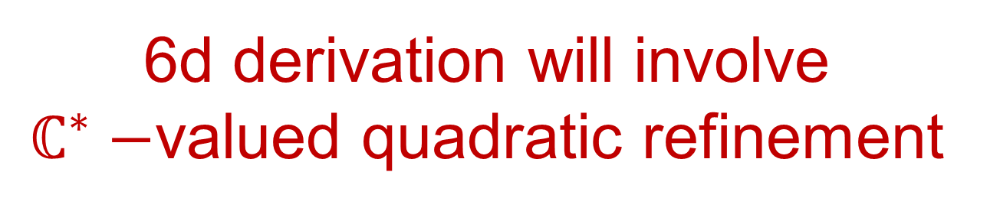 6d derivation will involve
ℂ* −valued quadratic refinement